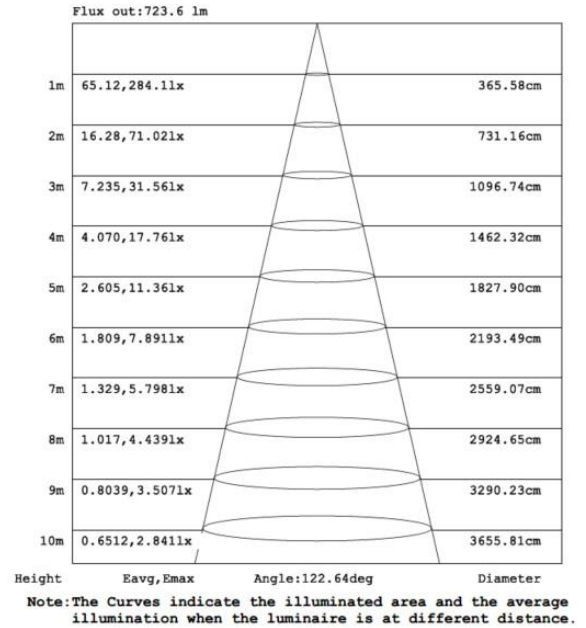 Flux out:723.6 lm
1m 65.12,284.1lx 365.58cm
2m 16.28,71.02lx 731.16cm
3m 7.235,31.56lx 1096.74cm
4m 4.070,17.76lx 1462.32cm
5m 2.605,11.36lx 1827.90cm
6m 1.809,7.891lx 2193.49cm
7m 1.329,5.798lx 2559.07cm
8m 1.017,4.439lx 2924.65cm
9m 0.8039,3.507lx 3290.23cm
10m 0.6512,2.841lx 3655.81cm
Height Eavg,Emax Angle:122.64deg Diameter
Note:The Curves indicate the illuminated area and the average
illumination when the luminaire is at different distance.